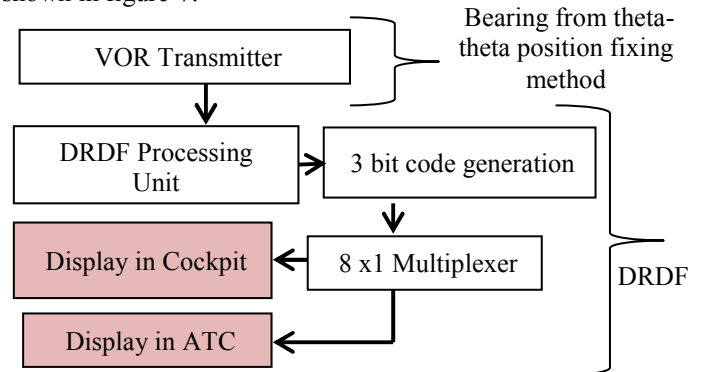 shown in figure 7.
Bearing from theta-
theta position fixing
method
VOR Transmitter
DRDF Processing
Unit
3 bit code generation
Display in Cockpit
8 x1 Multiplexer
DRDF
Display in ATC